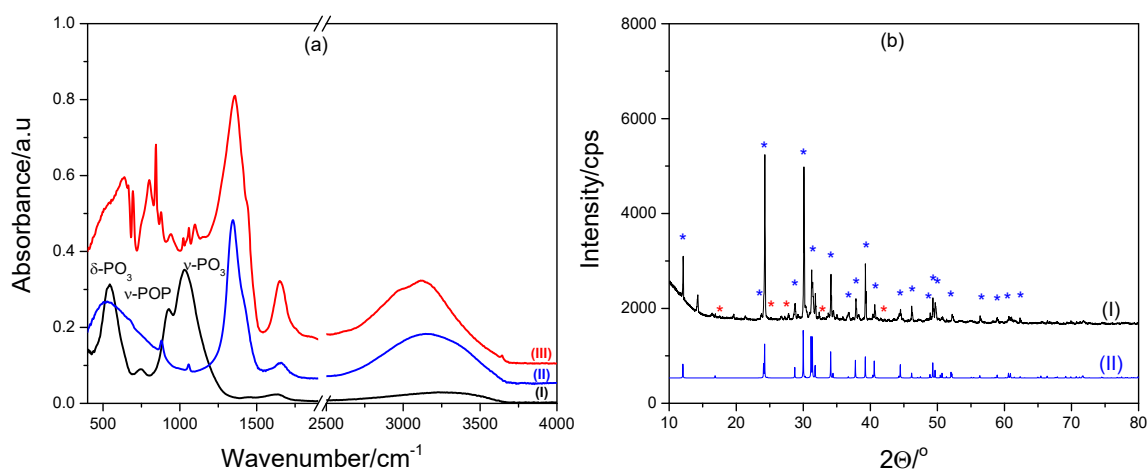 (a)
1.0
0.8
0.6
0.4
0.2
0.0
Absorbance/a.u
δ-PO3
ν-POP
ν-PO3
(III)
(II)
(I)
500 1000 1500 2500 3000 3500 4000
Wavenumber/cm-1
(b)
8000
6000
4000
2000
0
Intensity/cps
* * * * * * * * * * * * * * * * * * * * * * * *
(I)
(II)
10 20 30 40 50 60 70 80
2Θ/o